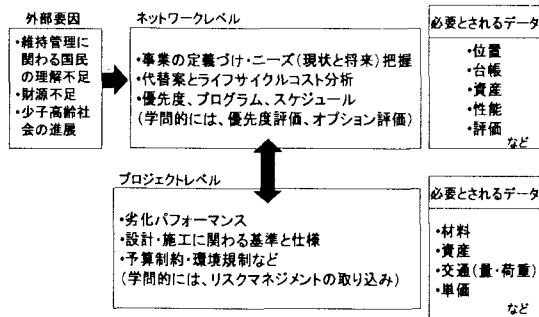 外部要因
・維持管理に
関わる国民
の理解不足
・財源不足
・少子高齢社
会の進展
ネットワークレベル
・事業の定義づけ・ニーズ(現状と将来)把握
・代替案とライフサイクルコスト分析
・優先度、プログラム、スケジュール
(学問的には、優先度評価、オプション評価)
必要とされるデータ
・位置
・台帳
・資産
・性能
・評価
など
プロジェクトレベル
・劣化パフォーマンス
・設計・施工に関わる基準と仕様
・予算制約・環境規制など
(学問的には、リスクマネジメントの取り込み)
必要とされるデータ
・材料
・資産
・交通(量・荷重)
・単価
など